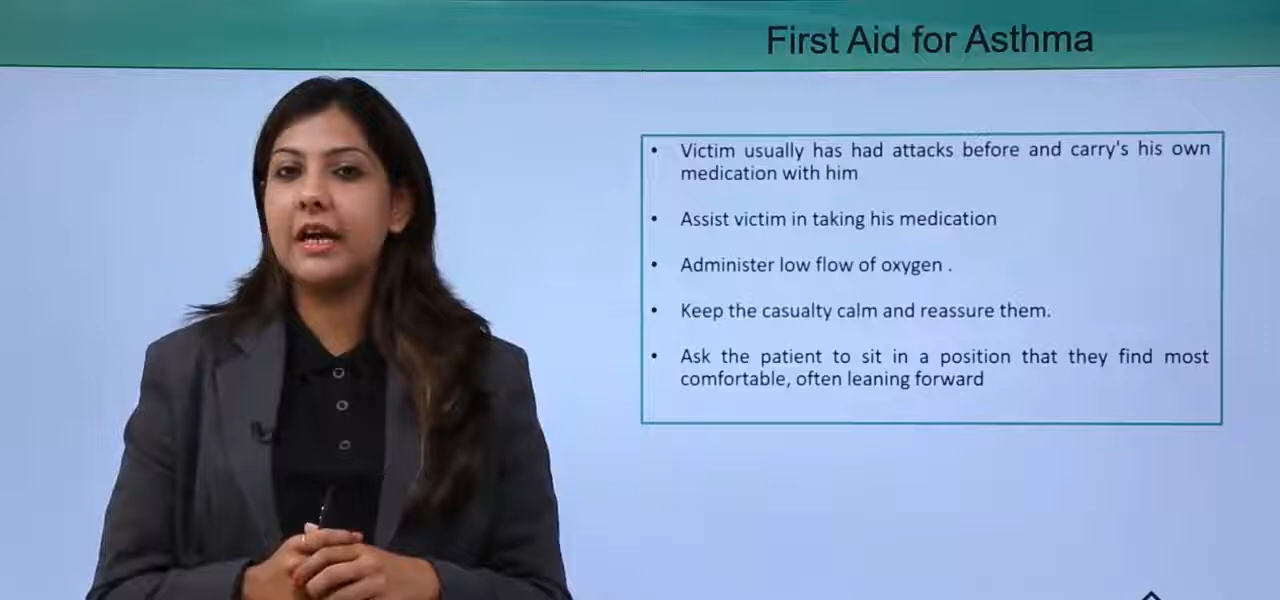 First Aid for Asthma
• Victim usually has had attacks before and carry's his own
medication with him
• Assist victim in taking his medication
• Administer low flow of oxygen .
• Keep the casualty calm and reassure them.
• Ask the patient to sit in a position that they find most
comfortable, often leaning forward